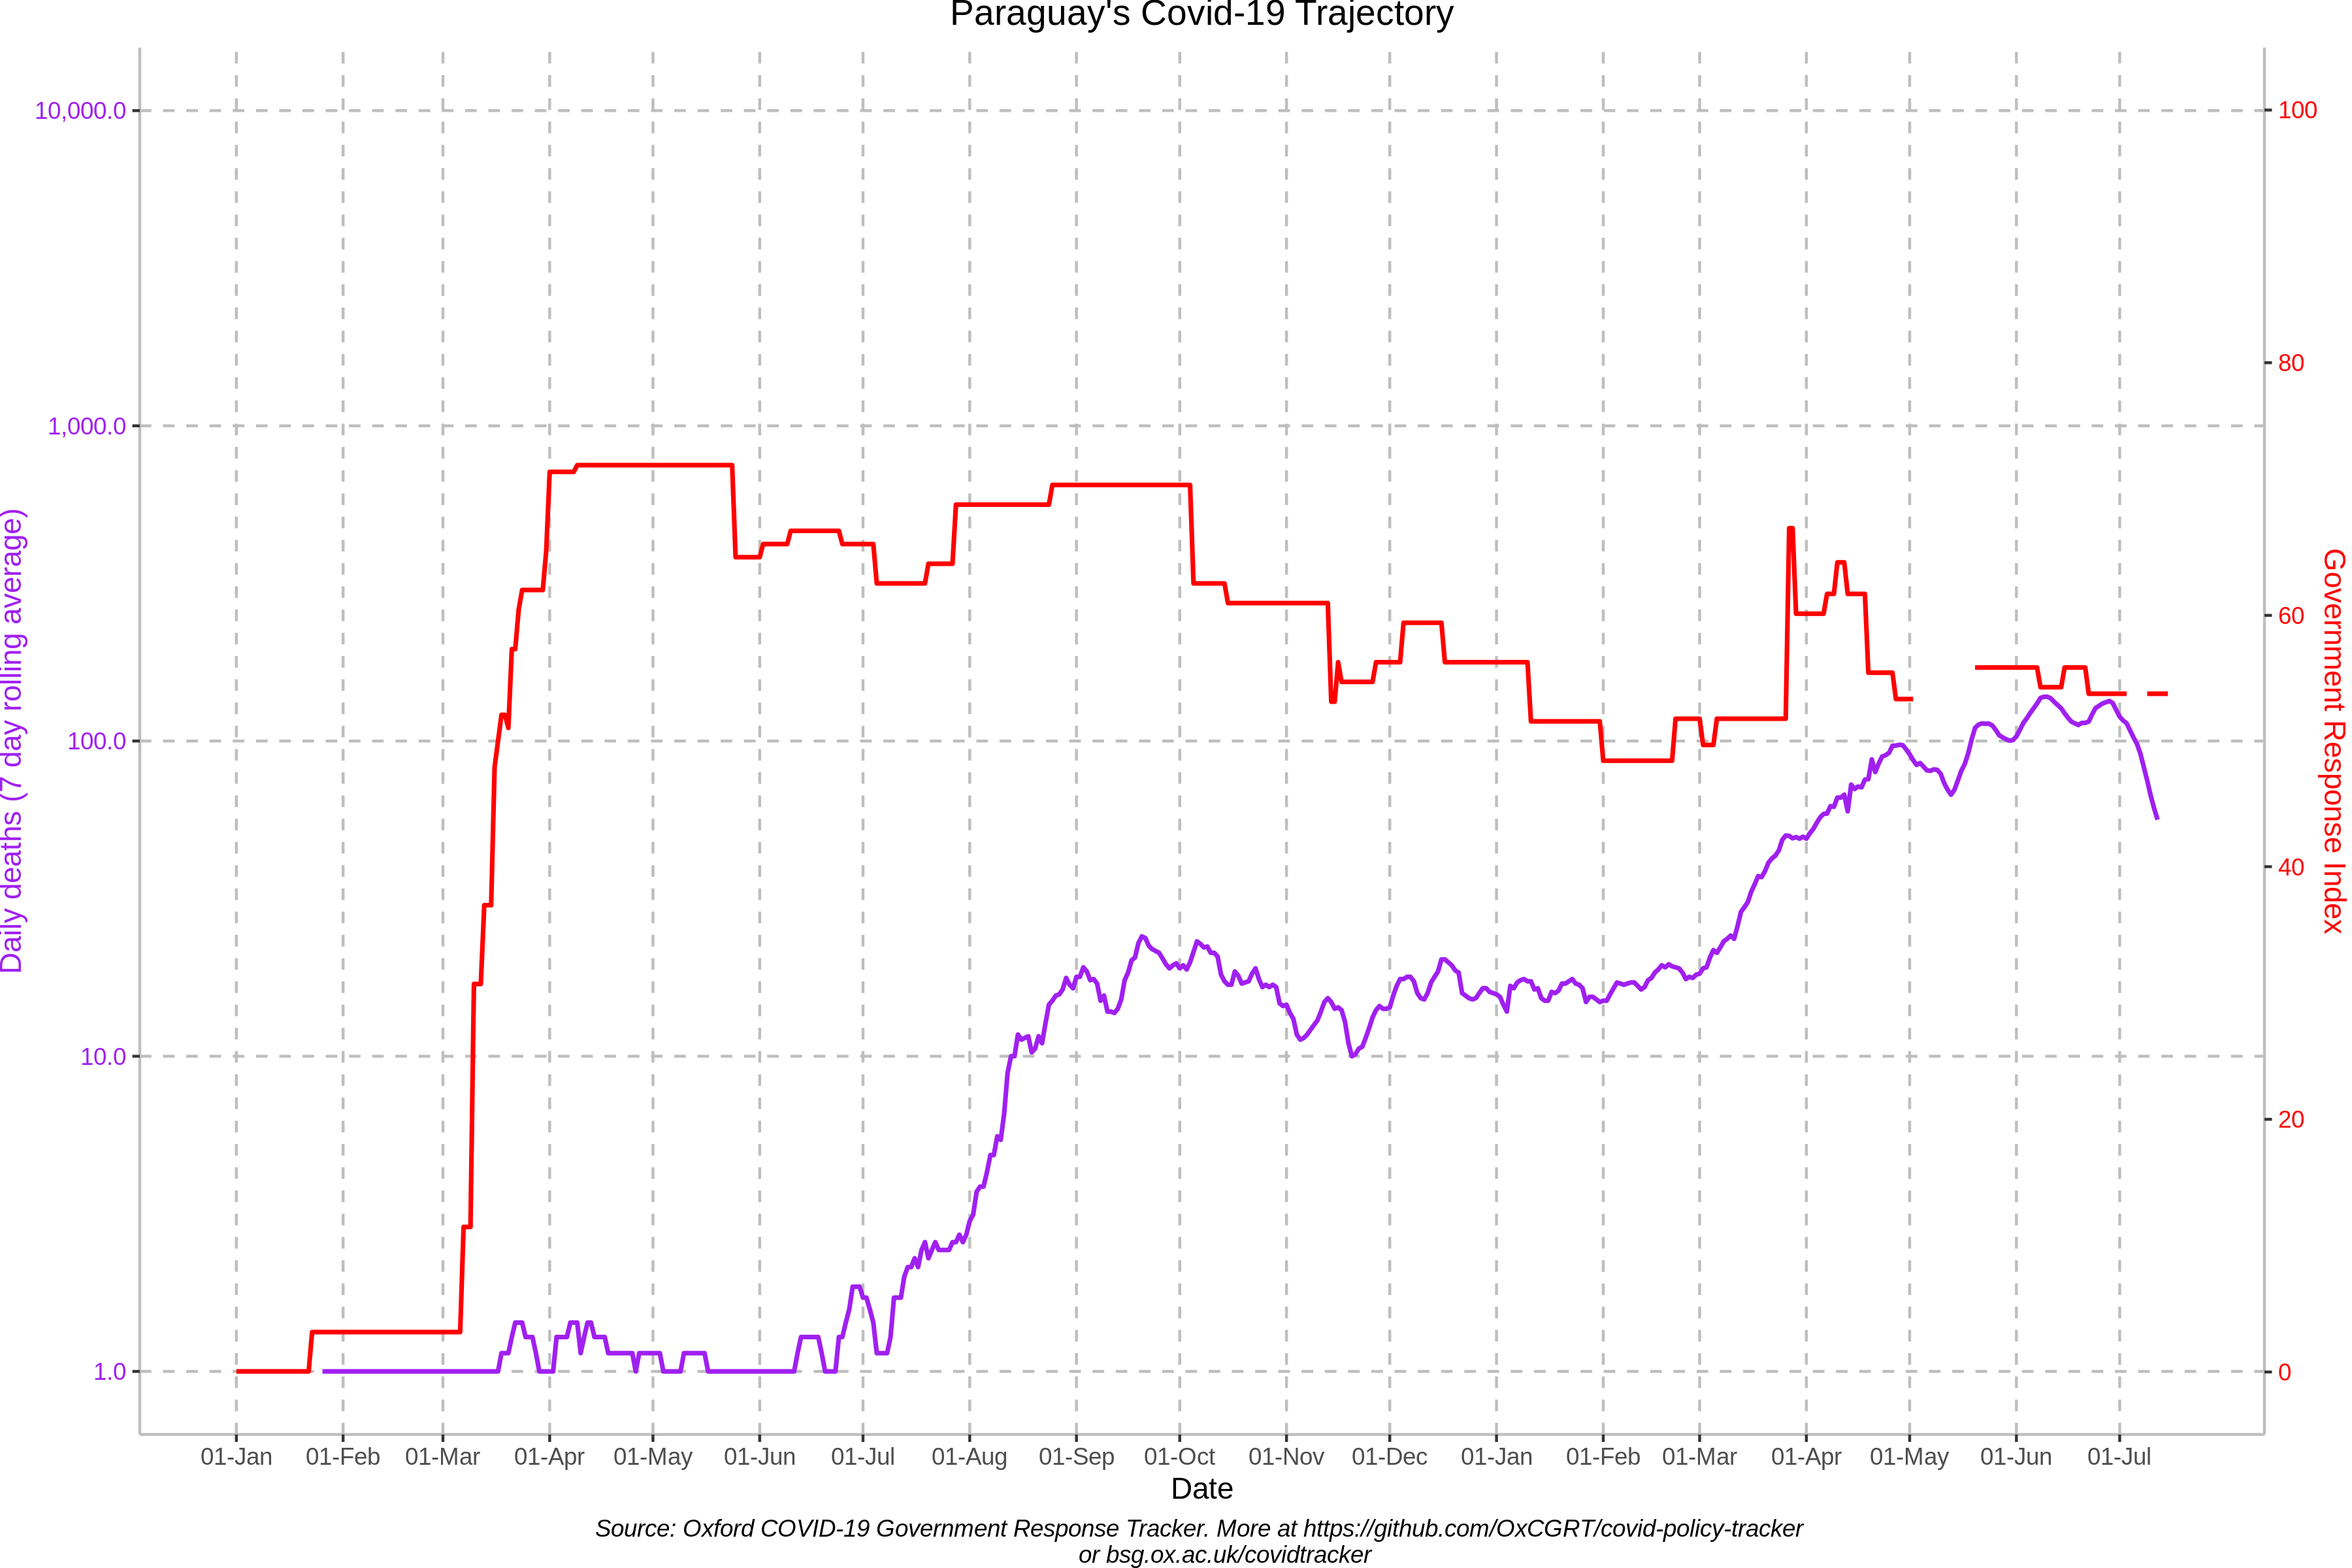 Paraguay's Covid-19 Trajectory
Daily deaths (7 day rolling average)
10,000.0
1,000.0
100.0
10.0
1.0
100
80
60
40
20
0
Government Response Index
01-Jan 01-Feb 01-Mar 01-Apr 01-May 01-Jun 01-Jul 01-Aug 01-Sep 01-Oct 01-Nov 01-Dec 01-Jan 01-Feb 01-Mar 01-Apr 01-May 01-Jun 01-Jul
Date
Source: Oxford COVID-19 Government Response Tracker. More at https://github.com/OxCGRT/covid-policy-tracker
or bsg.ox.ac.uk/covidtracker